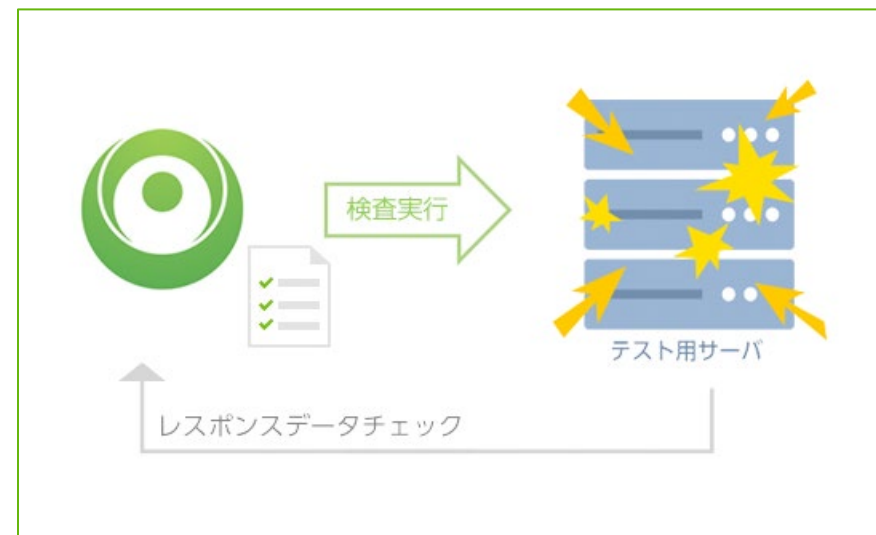 検査実行
テスト用サーバ
レスポンスデータチェック